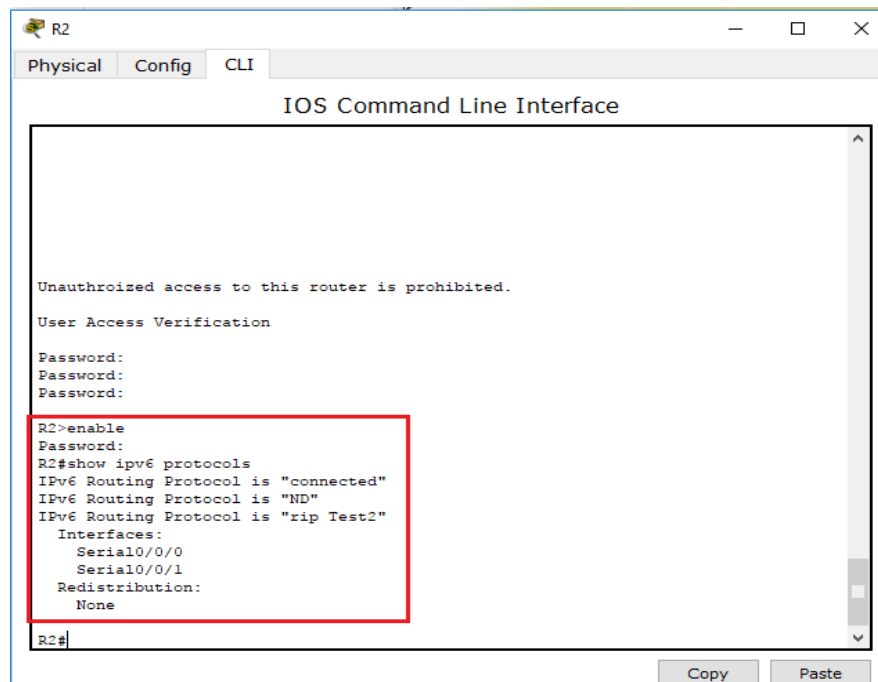 R2
Physical Config CLI
IOS Command Line Interface
Unauthroized access to this router is prohibited.
User Access Verification
Password:
Password:
Password:
R2>enable
Password:
R2#show ipv6 protocols
IPv6 Routing Protocol is "connected"
IPv6 Routing Protocol is "ND"
IPv6 Routing Protocol is "rip Test2"
Interfaces:
Serial0/0/0
Serial0/0/1
Redistribution:
None
R2#
Copy Paste